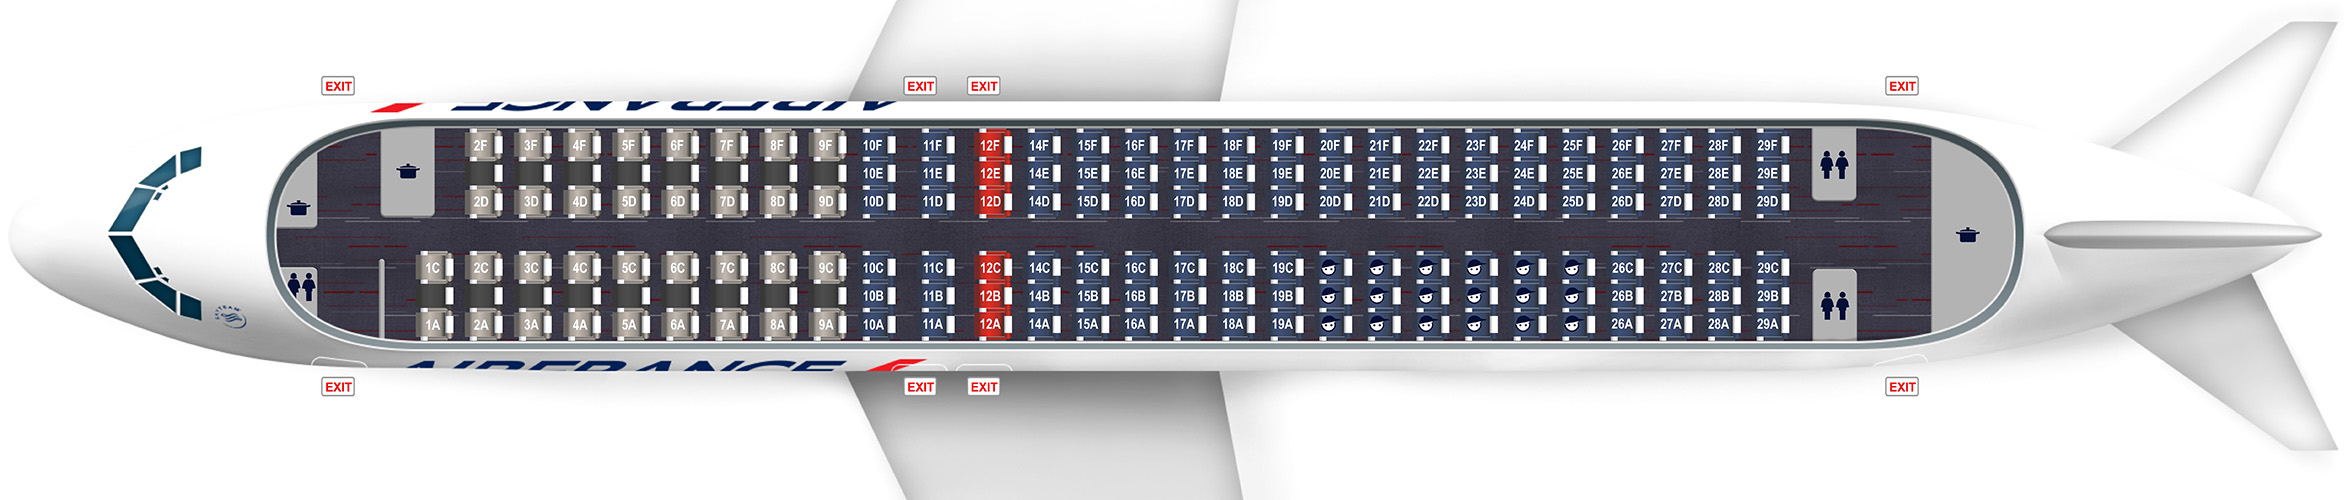 EXIT EXIT EXIT EXIT
AIRFRANCE
2F 3F 4F 5F 6F 7F 8F 9F 10F 11F 12F 14F 15F 16F 17F 18F 19F 20F 21F 22F 23F 24F 25F 26F 27F 28F 29F
10E 11E 12E 14E 15E 16E 17E 18E 19E 20E 21E 22E 23E 24E 25E 26E 27E 28E 29E
2D 3D 4D 5D 6D 7D 8D 9D 10D 11D 12D 14D 15D 16D 17D 18D 19D 20D 21D 22D 23D 24D 25D 26D 27D 28D 29D
1C 2C 3C 4C 5C 6C 7C 8C 9C 10C 11C 12C 14C 15C 16C 17C 18C 19C 26C 27C 28C 29C
10B 11B 12B 14B 15B 16B 17B 18B 19B 26B 27B 28B 29B
1A 2A 3A 4A 5A 6A 7A 8A 9A 10A 11A 12A 14A 15A 16A 17A 18A 19A 26A 27A 28A 29A
SKYTEAM
AIRFRANCE
EXIT EXIT EXIT EXIT